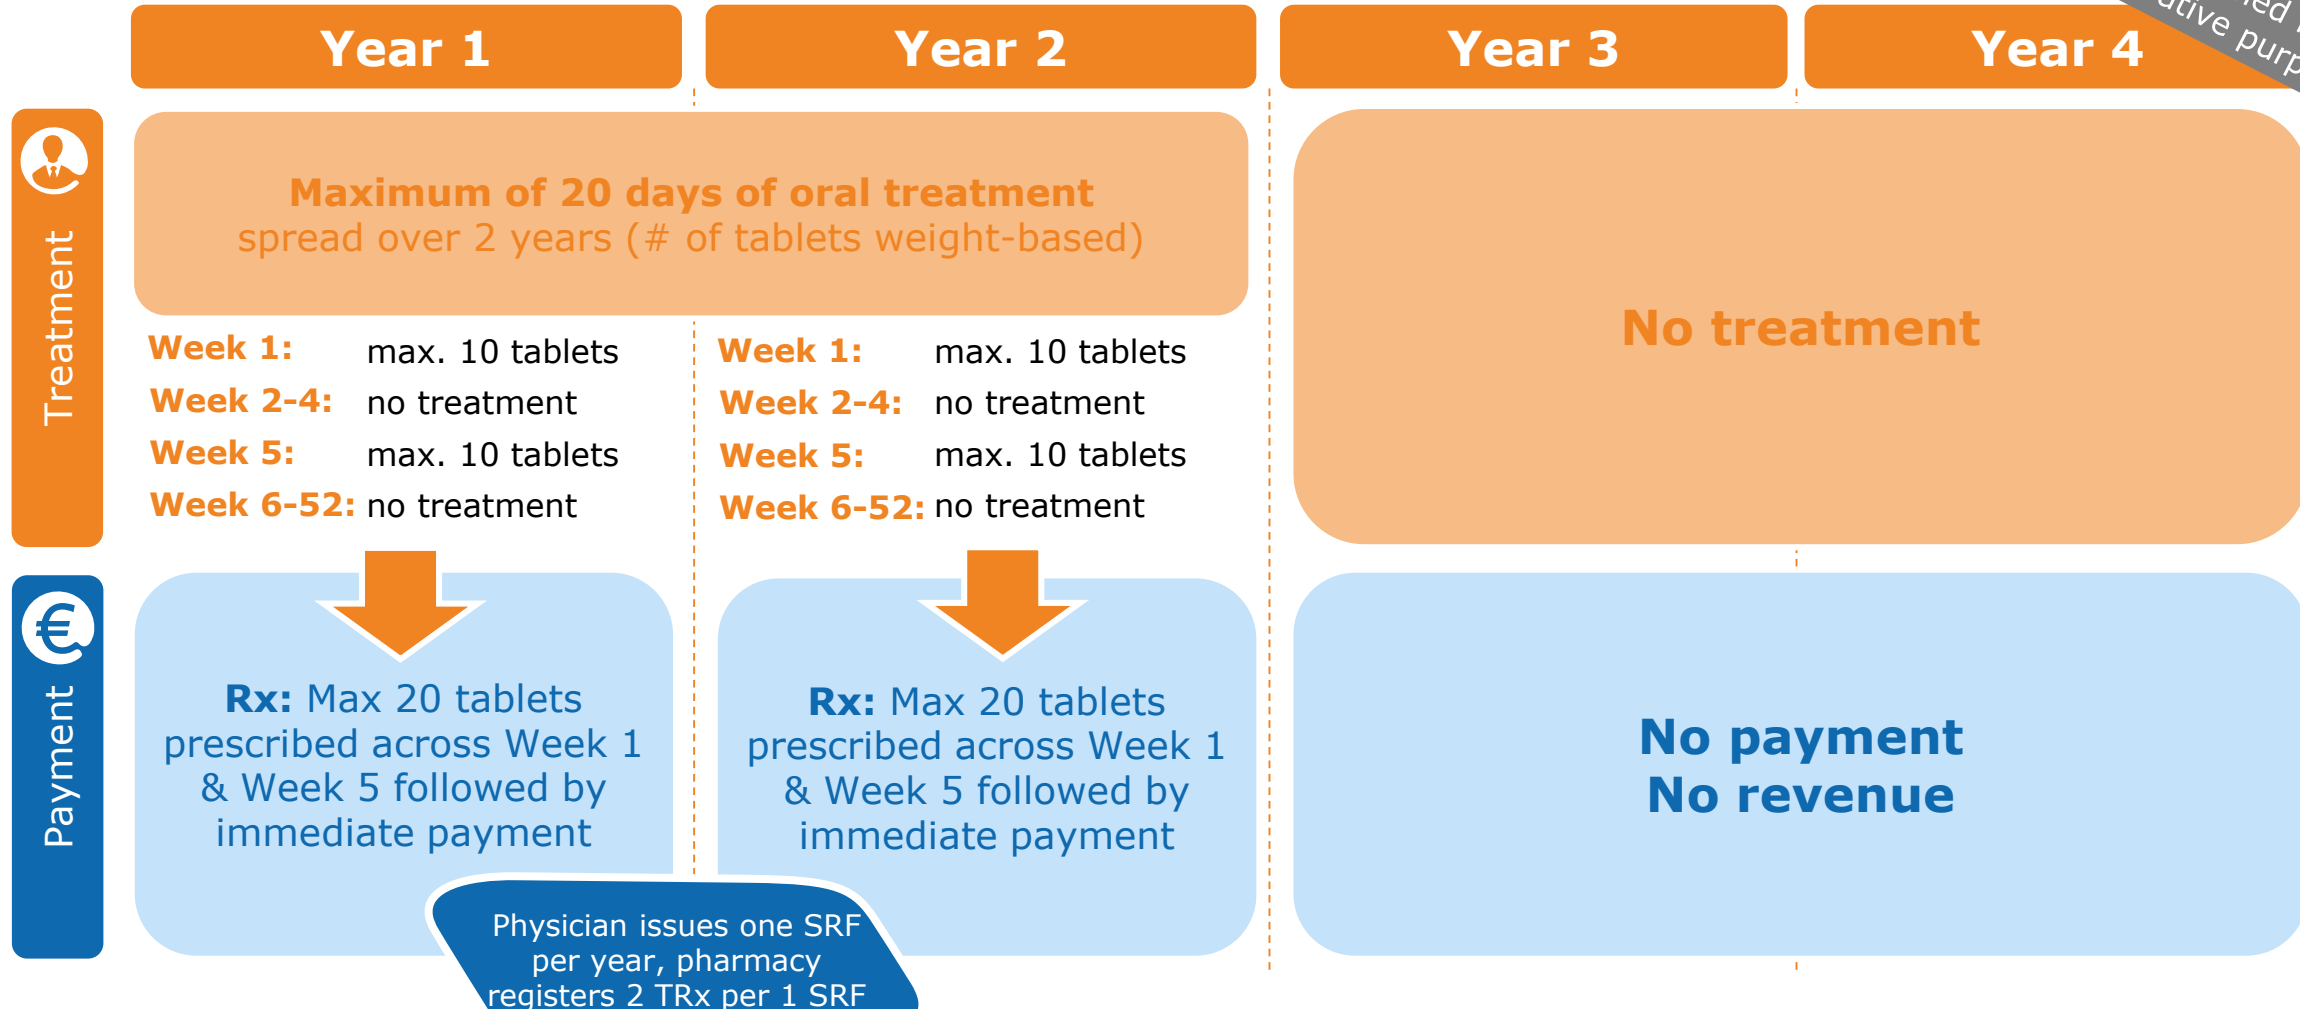 Year 1
Year 2
Year 3
Year 4
purp
Treatment
Maximum of 20 days of oral treatment
spread over 2 years (# of tablets weight-based)
Week 1: max. 10 tablets
Week 2-4: no treatment
Week 5: max. 10 tablets
Week 6-52: no treatment
Week 1: max. 10 tablets
Week 2-4: no treatment
Week 5: max. 10 tablets
Week 6-52: no treatment
No treatment
€
Payment
Rx: Max 20 tablets
prescribed across Week 1
& Week 5 followed by
immediate payment
Rx: Max 20 tablets
prescribed across Week 1
& Week 5 followed by
immediate payment
No payment
No revenue
Physician issues one SRF
per year, pharmacy
registers 2 TRx per 1 SRF